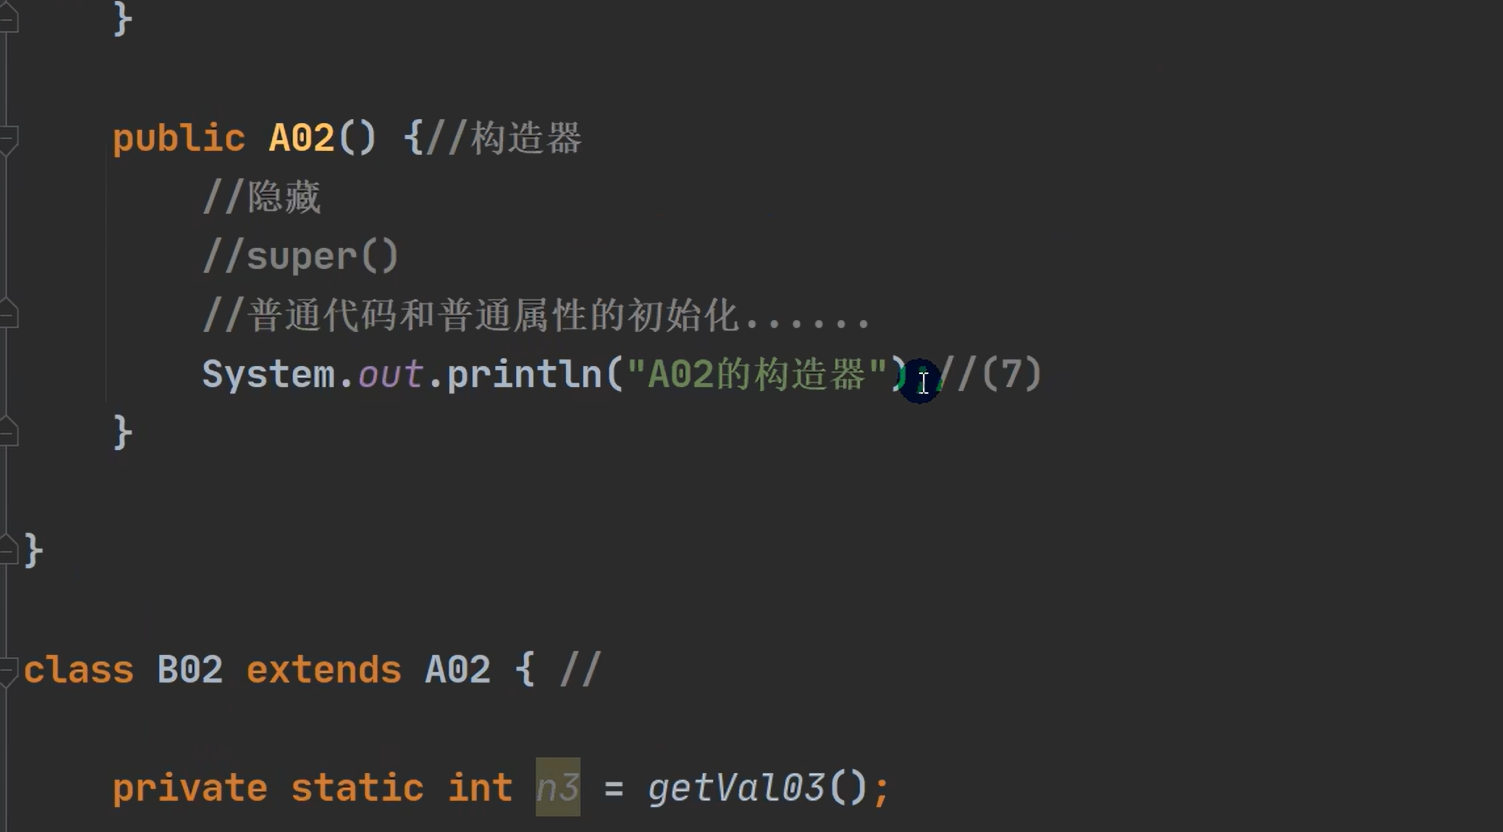 }
public A02() {//构造器
//隐藏
//super()
//普通代码和普通属性的初始化......
System.out.println("A02的构造器");//(7)
}
}
class B02 extends A02 { //
private static int n3 = getVal03();